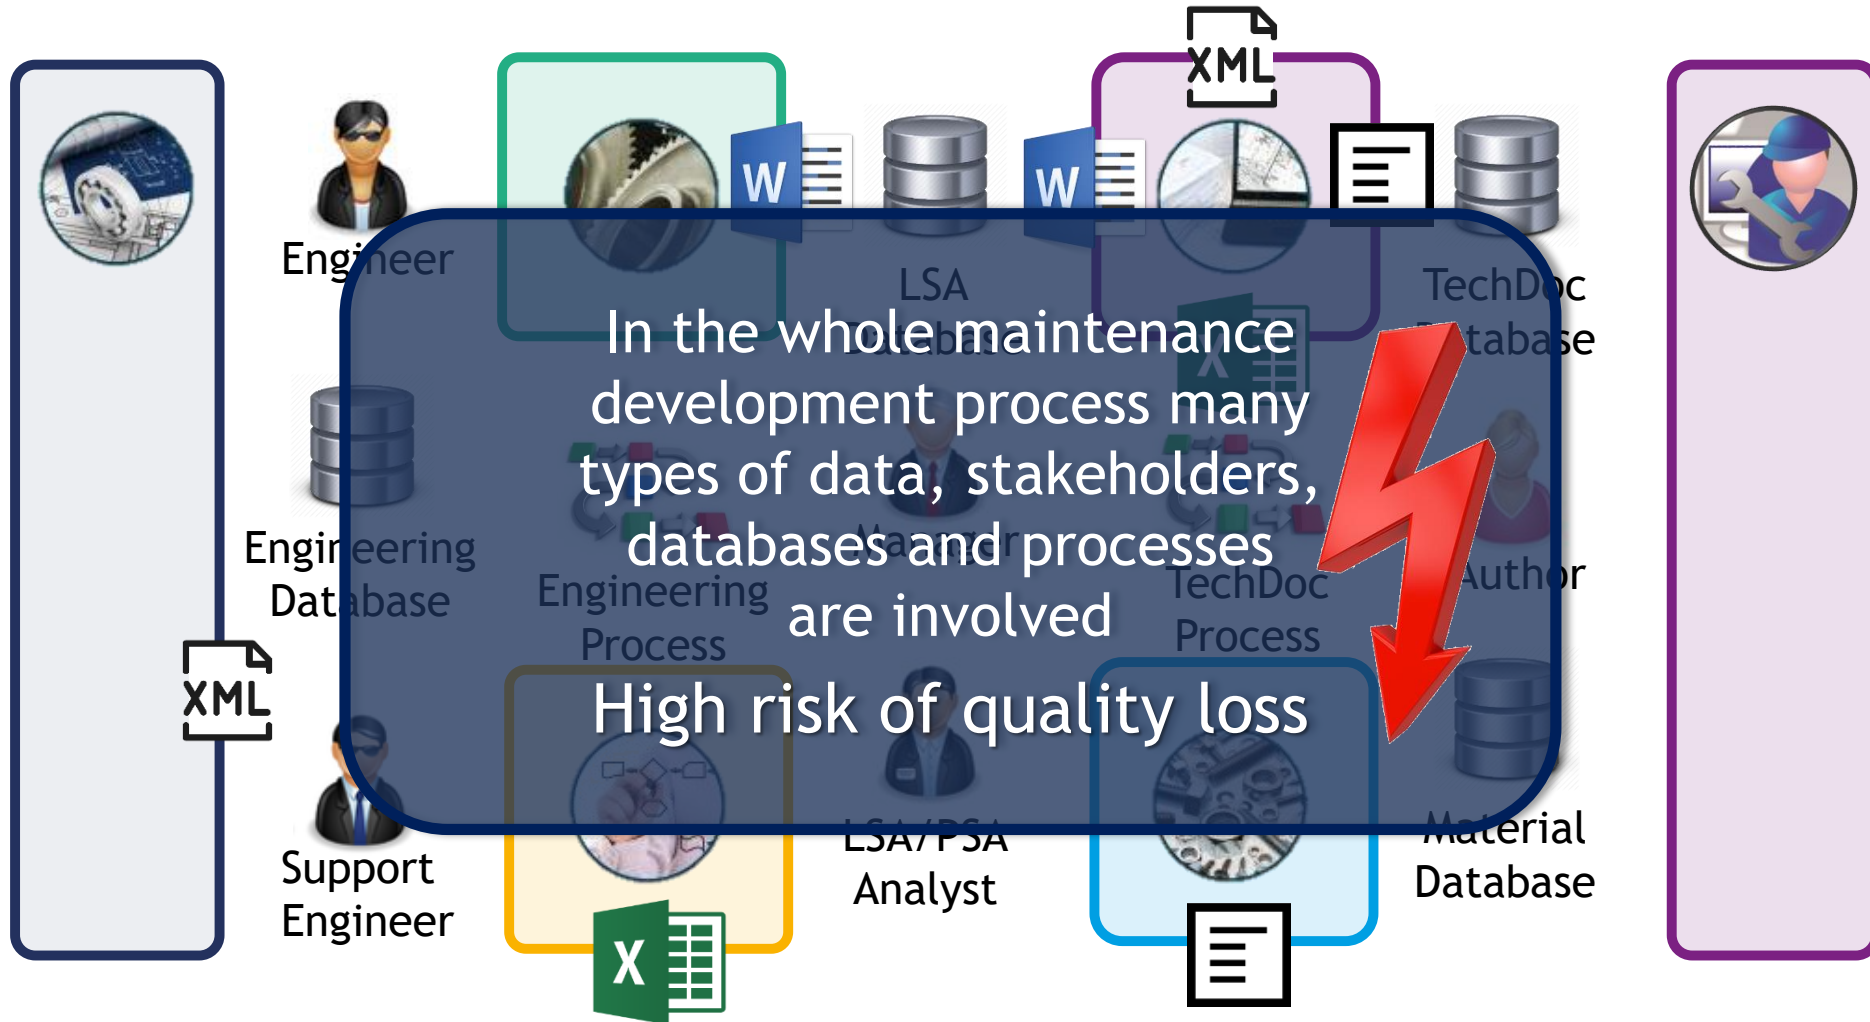 XML
Engineer
W
W
LSA
Database
TechDoc
Database
X
In the whole maintenance
development process many
types of data, stakeholders,
databases and processes
are involved
High risk of quality loss
Engineering
Database
Engineering
Process
Manager
TechDoc
Process
Author
XML
Support
Engineer
LSA/PSA
Analyst
Material
Database
X